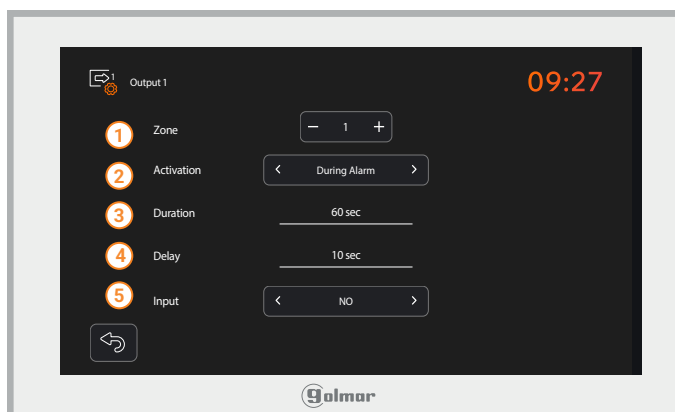 1 Output 1
09:27
1 Zone − 1 +
2 Activation < During Alarm >
3 Duration 60 sec
4 Delay 10 sec
5 Input < NO >
golmar